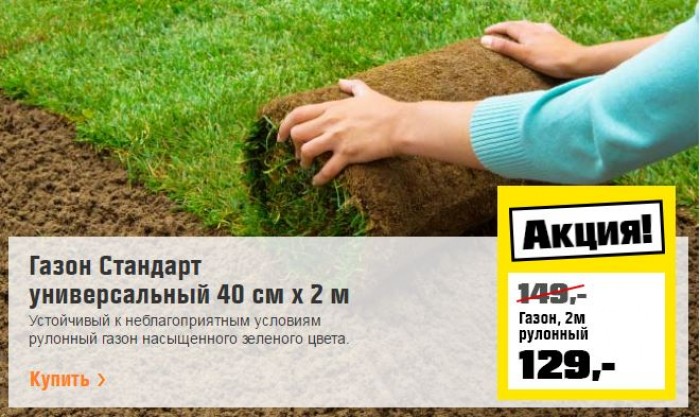 Газон Стандарт
универсальный 40 см x 2 м
Устойчивый к неблагоприятным условиям
рулонный газон насыщенного зеленого цвета.
Купить >
Акция!
149,-
Газон, 2м
рулонный
129,-